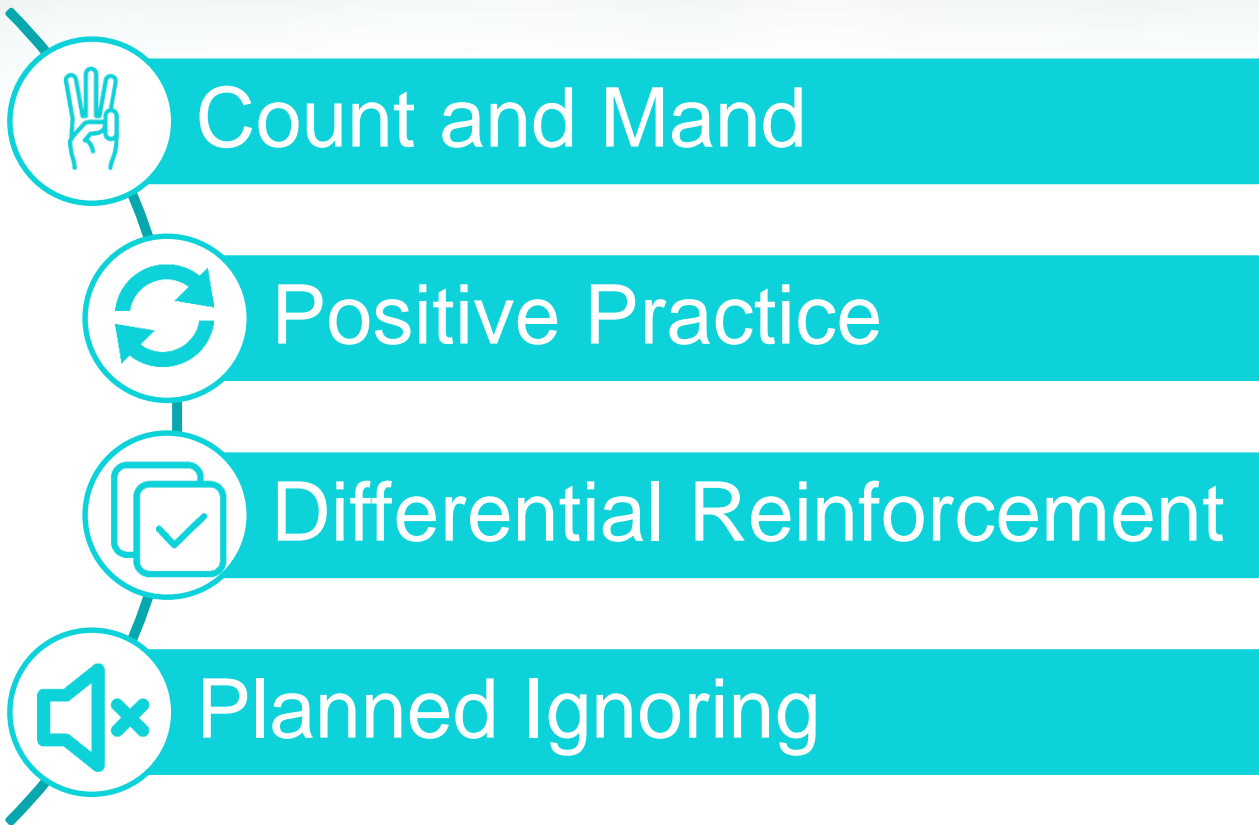 Count and Mand
Positive Practice
Differential Reinforcement
Planned Ignoring